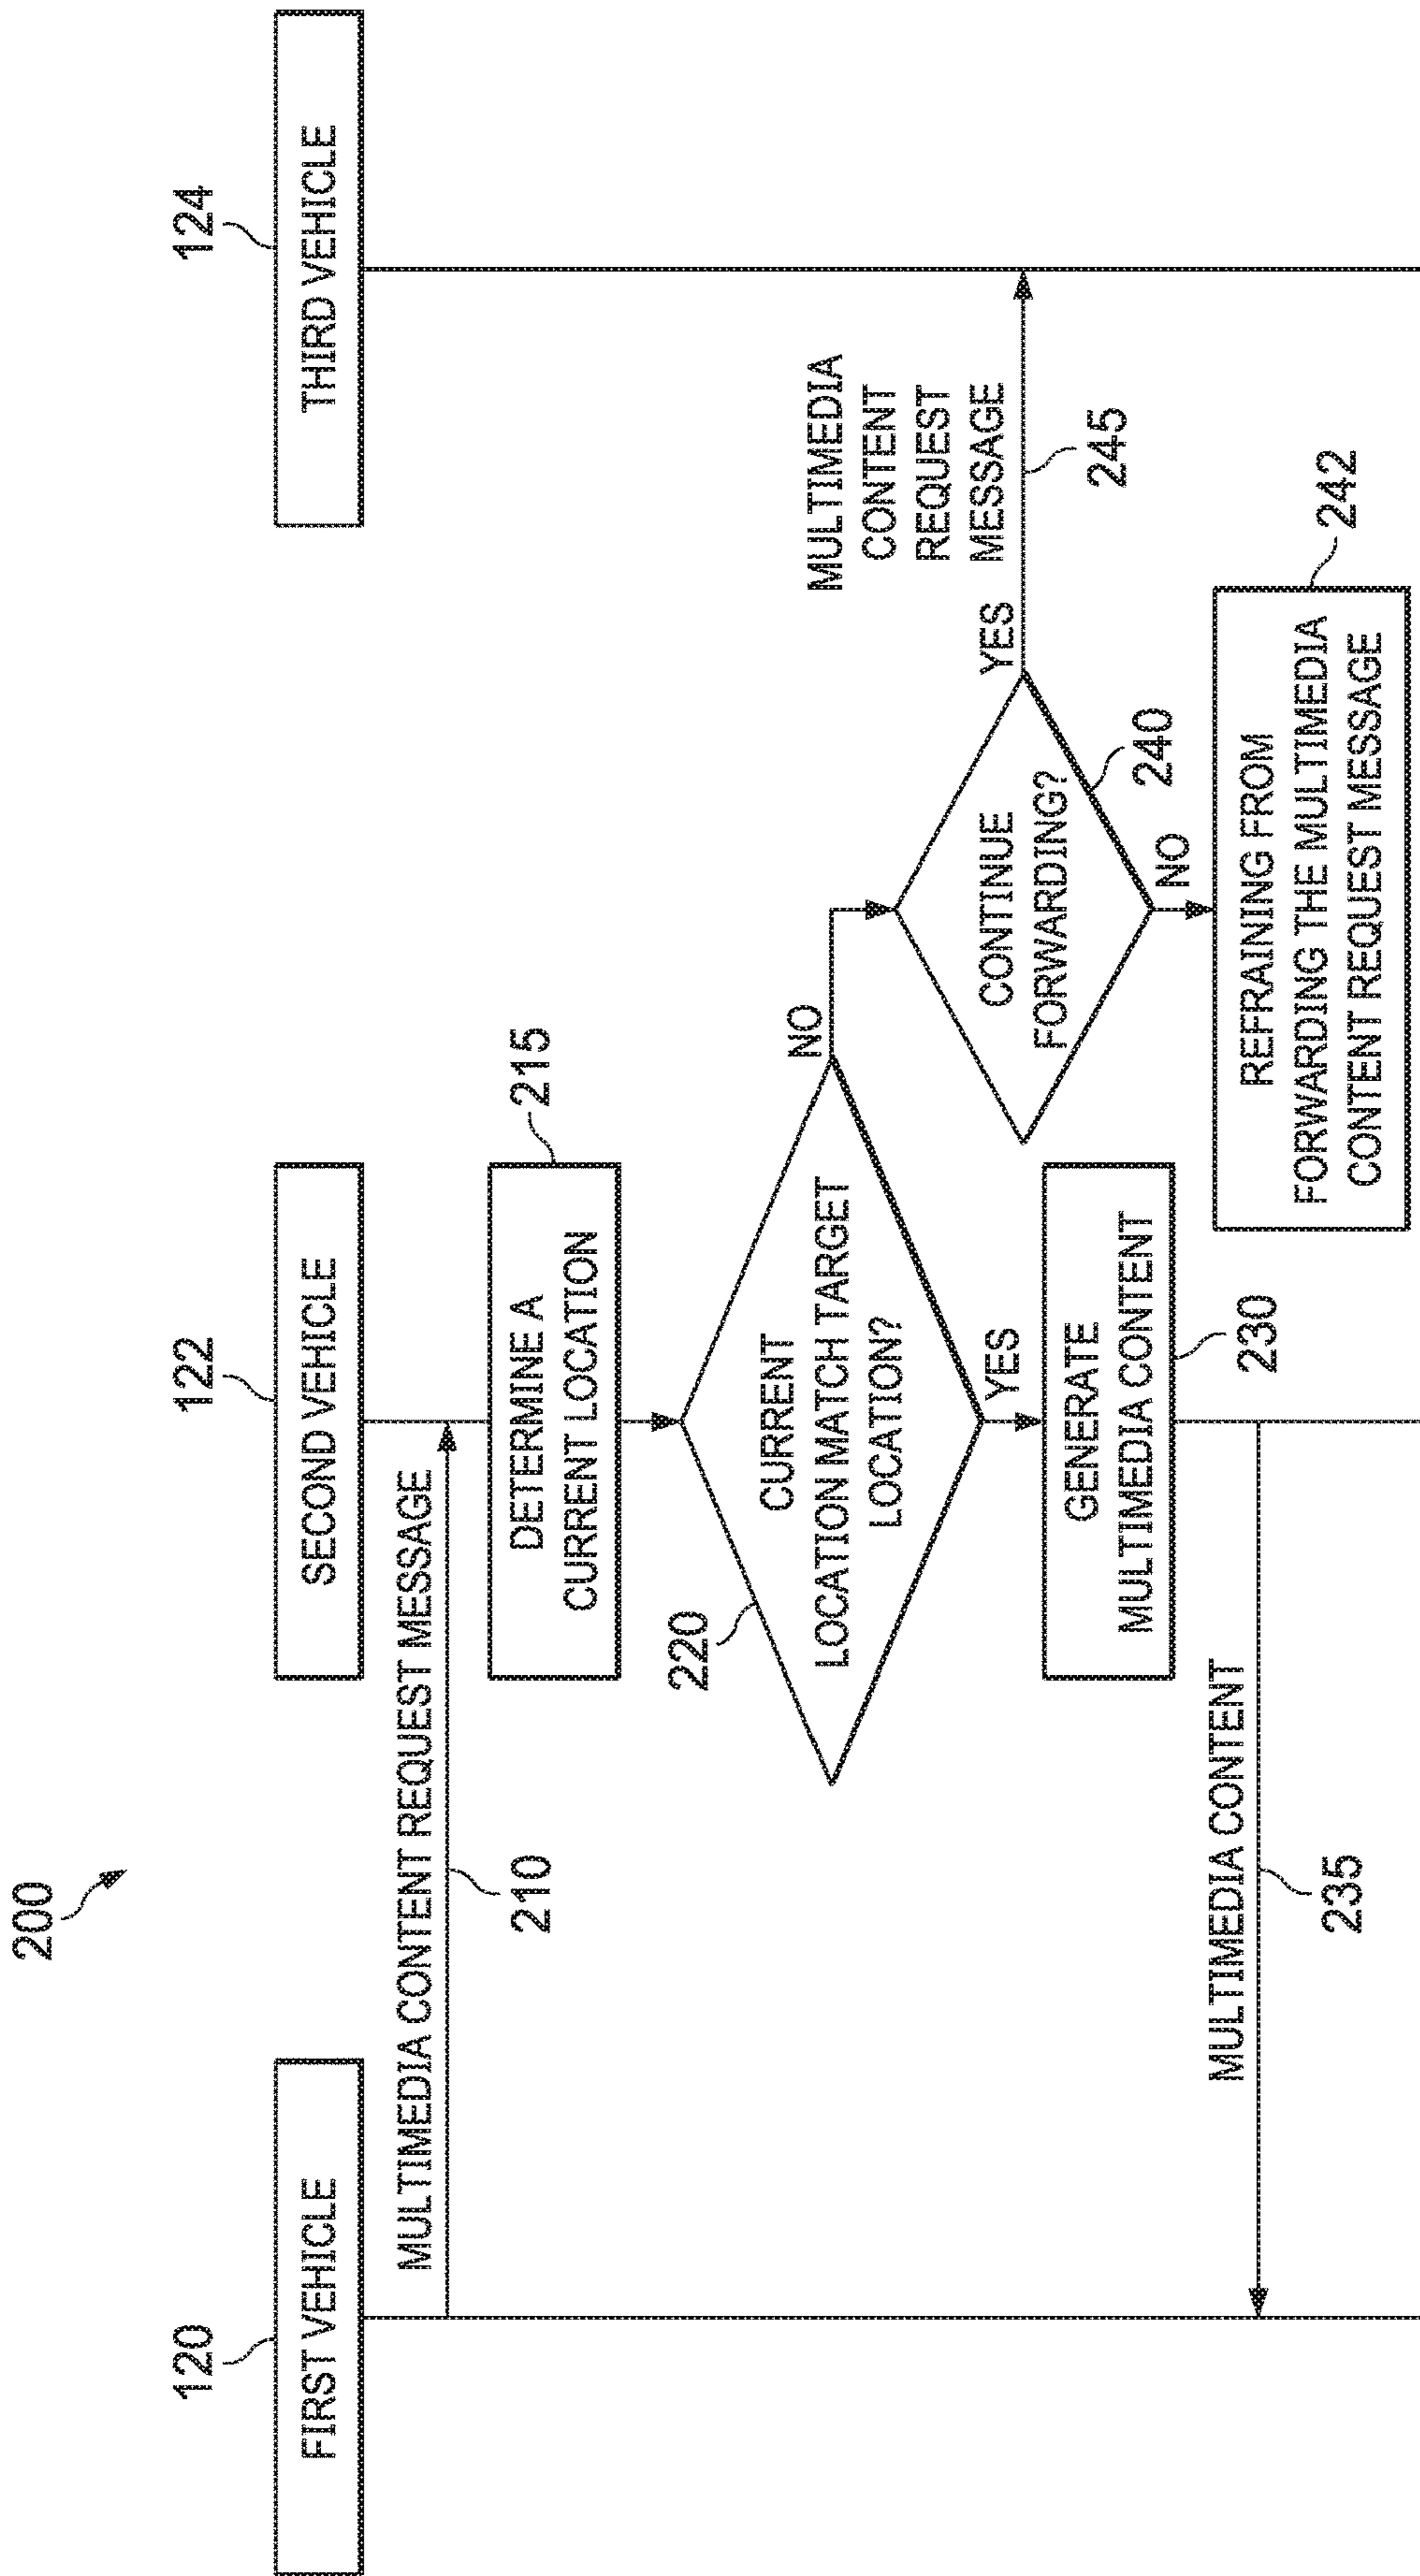 200
120
FIRST VEHICLE
122
SECOND VEHICLE
124
THIRD VEHICLE
MULTIMEDIA CONTENT REQUEST MESSAGE
210
DETERMINE A
CURRENT LOCATION
215
220
CURRENT
LOCATION MATCH TARGET
LOCATION?
NO
YES
CONTINUE
FORWARDING?
240
YES
NO
MULTIMEDIA
CONTENT
REQUEST
MESSAGE
245
GENERATE
MULTIMEDIA CONTENT
230
MULTIMEDIA CONTENT
235
REFRAINING FROM
FORWARDING THE MULTIMEDIA
CONTENT REQUEST MESSAGE
242